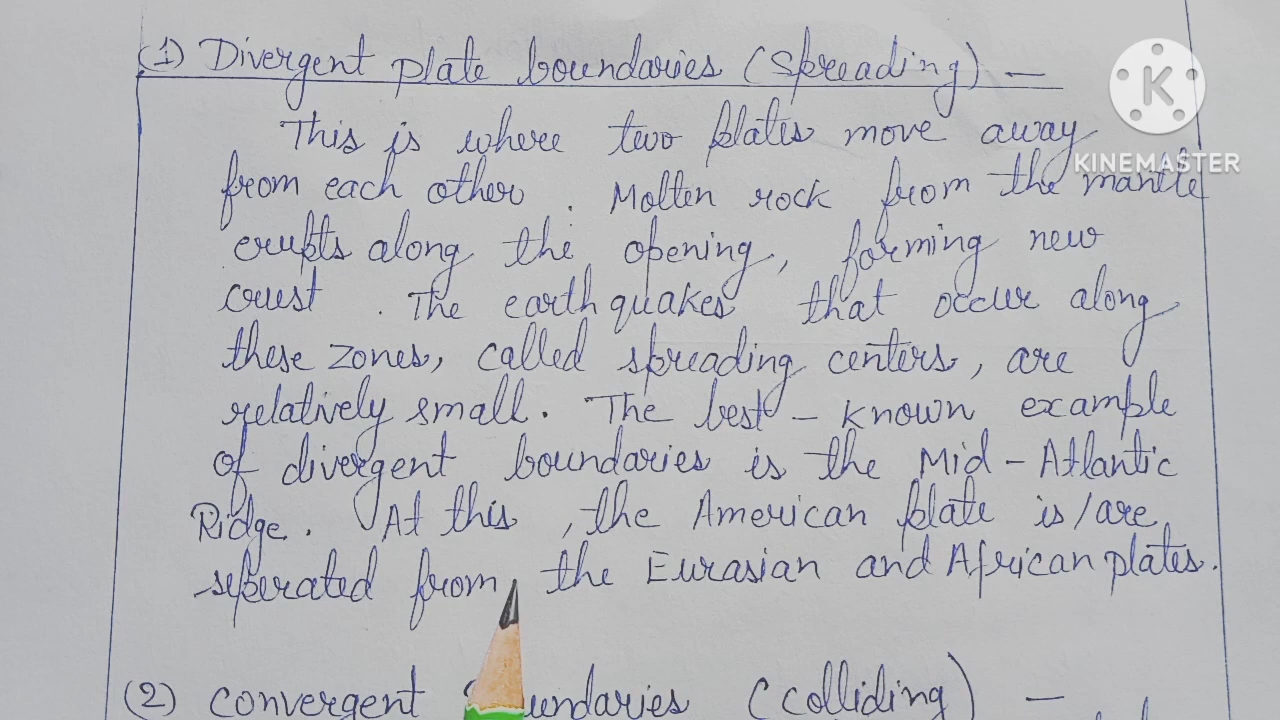 (1) Divergent plate boundaries (spreading) —
K
KINEMASTER
This is where two plates move away
from each other. Molten rock from the mantle
erupts along the opening, forming new
crust. The earthquakes that occur along
these zones, called spreading centers, are
relatively small. The best - known example
of divergent boundaries is the Mid - Atlantic
Ridge. At this, the American plate is/are
seperated from the Eurasian and African plates.
(2) convergent undaries (colliding) —